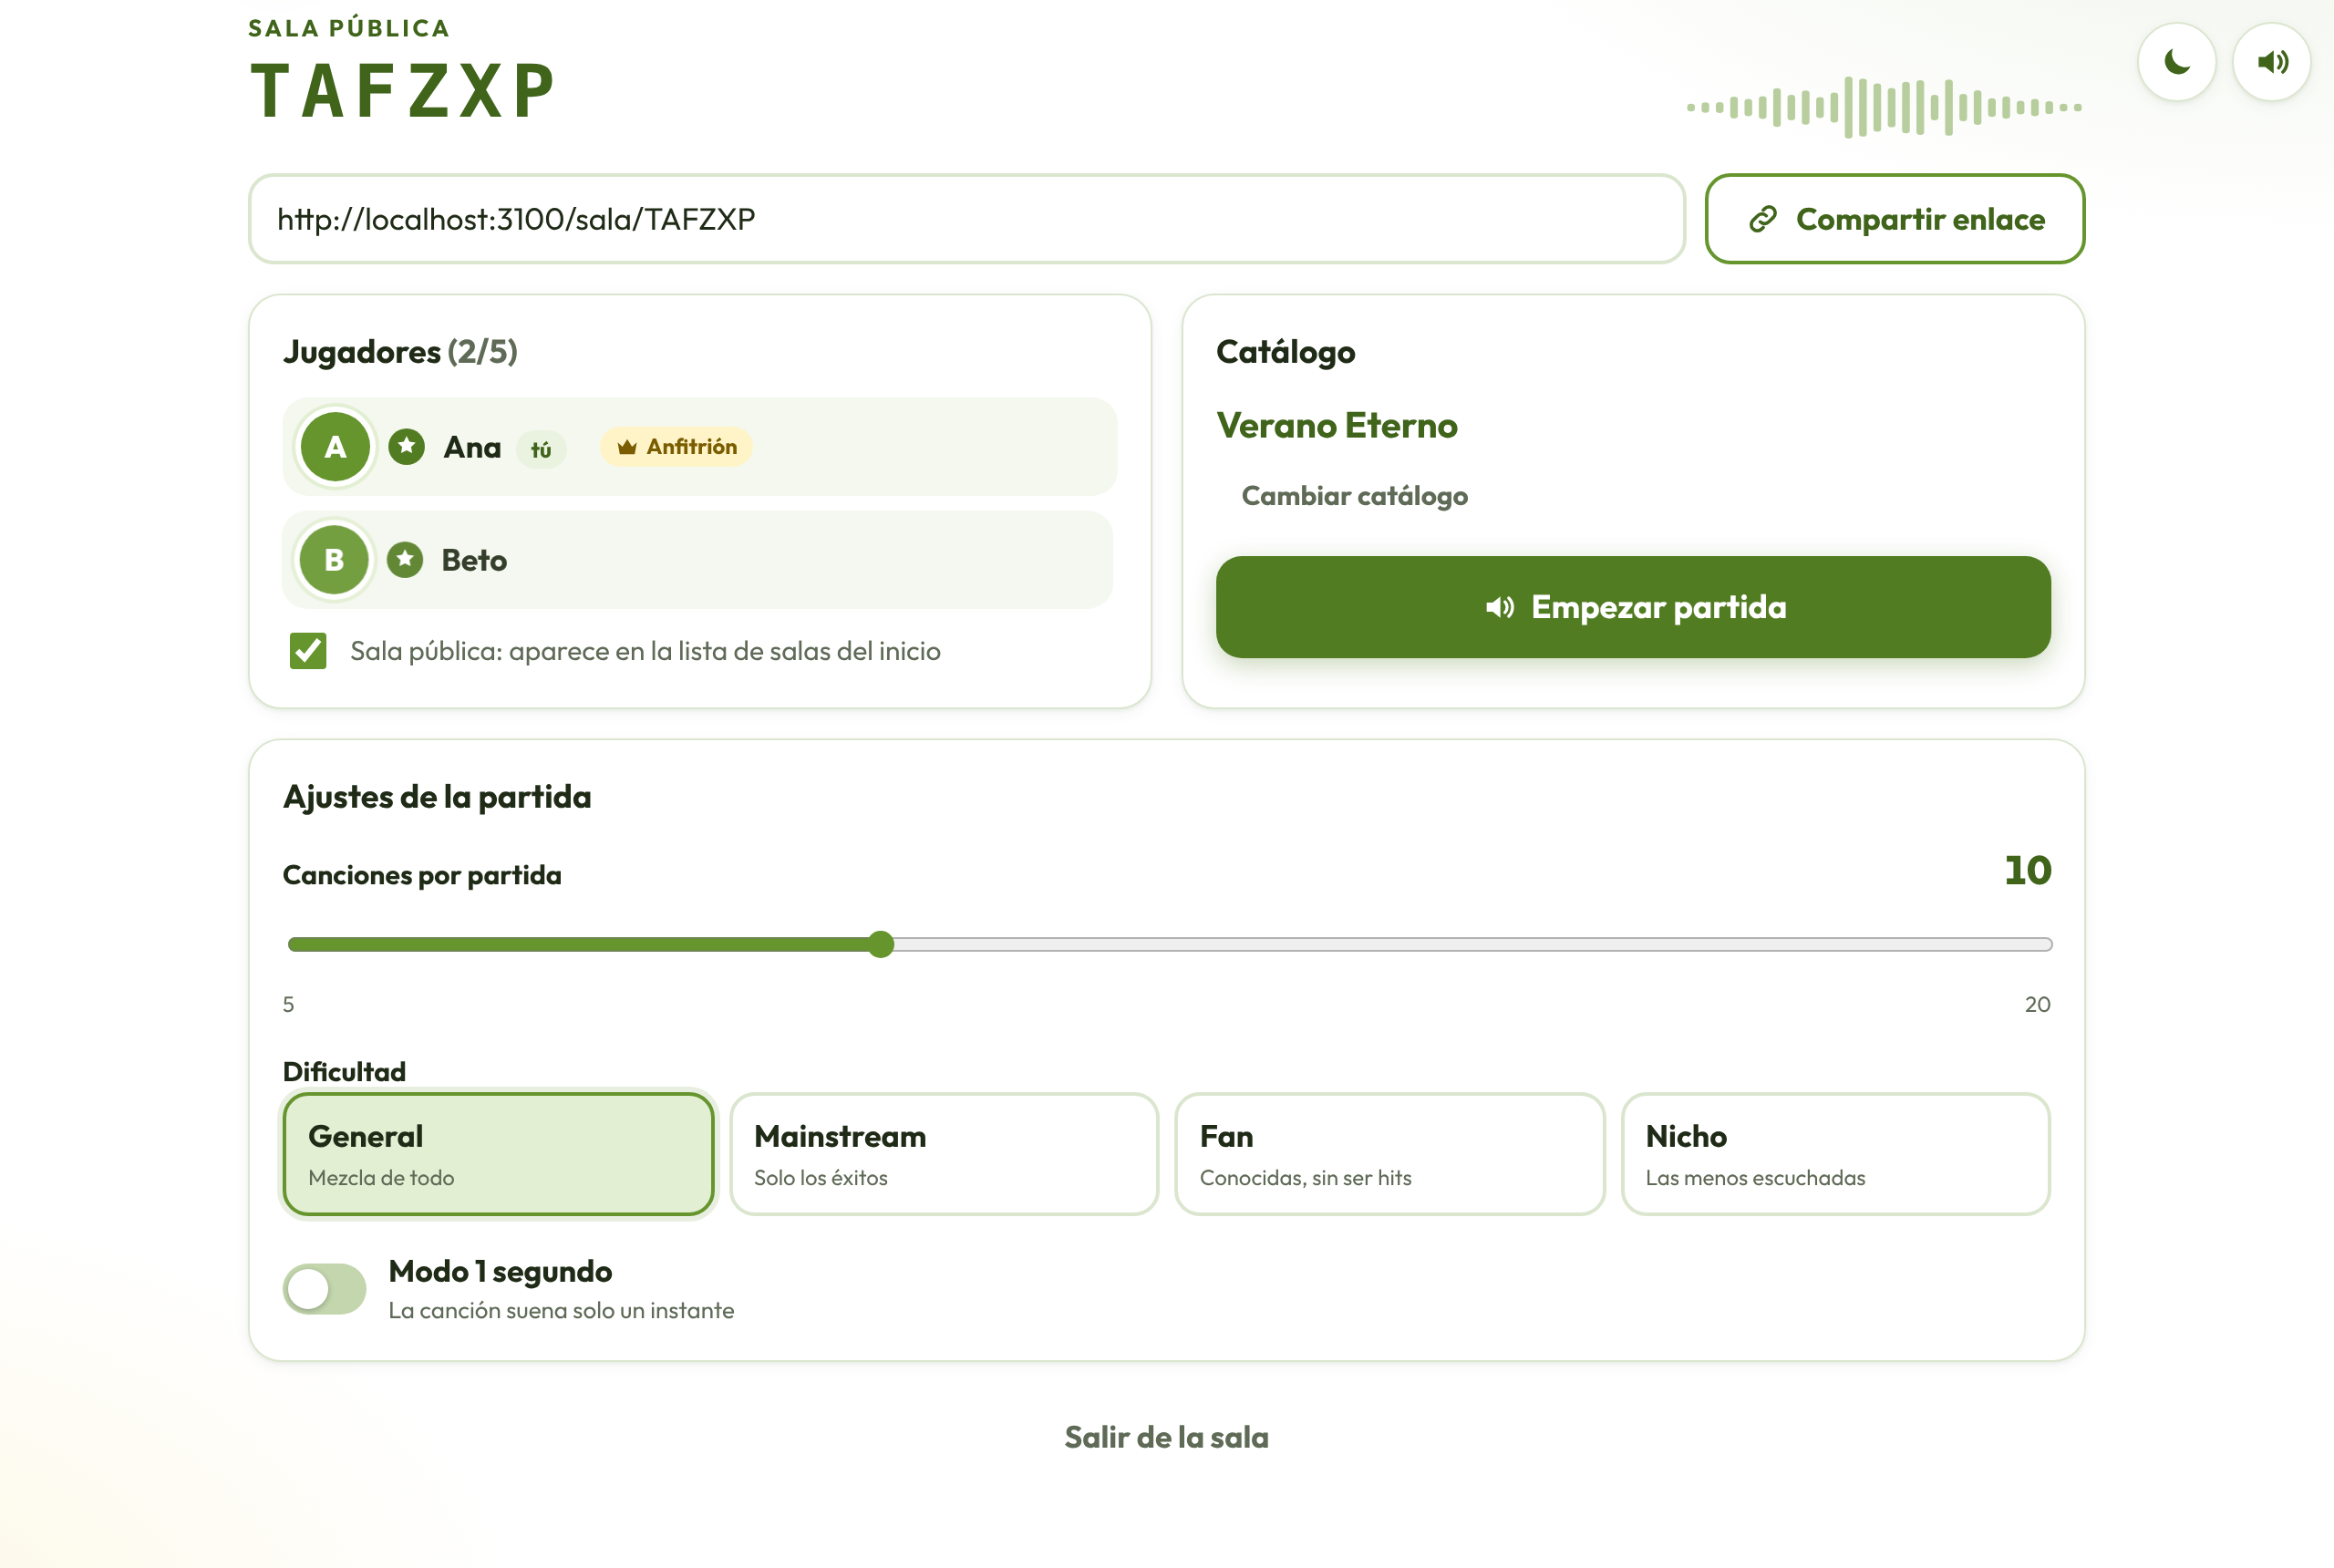 SALA PÚBLICA
TAFZXP
http://localhost:3100/sala/TAFZXP
Compartir enlace
Jugadores (2/5)
A Ana tú Anfitrión
B Beto
Sala pública: aparece en la lista de salas del inicio
Catálogo
Verano Eterno
Cambiar catálogo
Empezar partida
Ajustes de la partida
Canciones por partida 10
5 20
Dificultad
General
Mezcla de todo
Mainstream
Solo los éxitos
Fan
Conocidas, sin ser hits
Nicho
Las menos escuchadas
Modo 1 segundo
La canción suena solo un instante
Salir de la sala